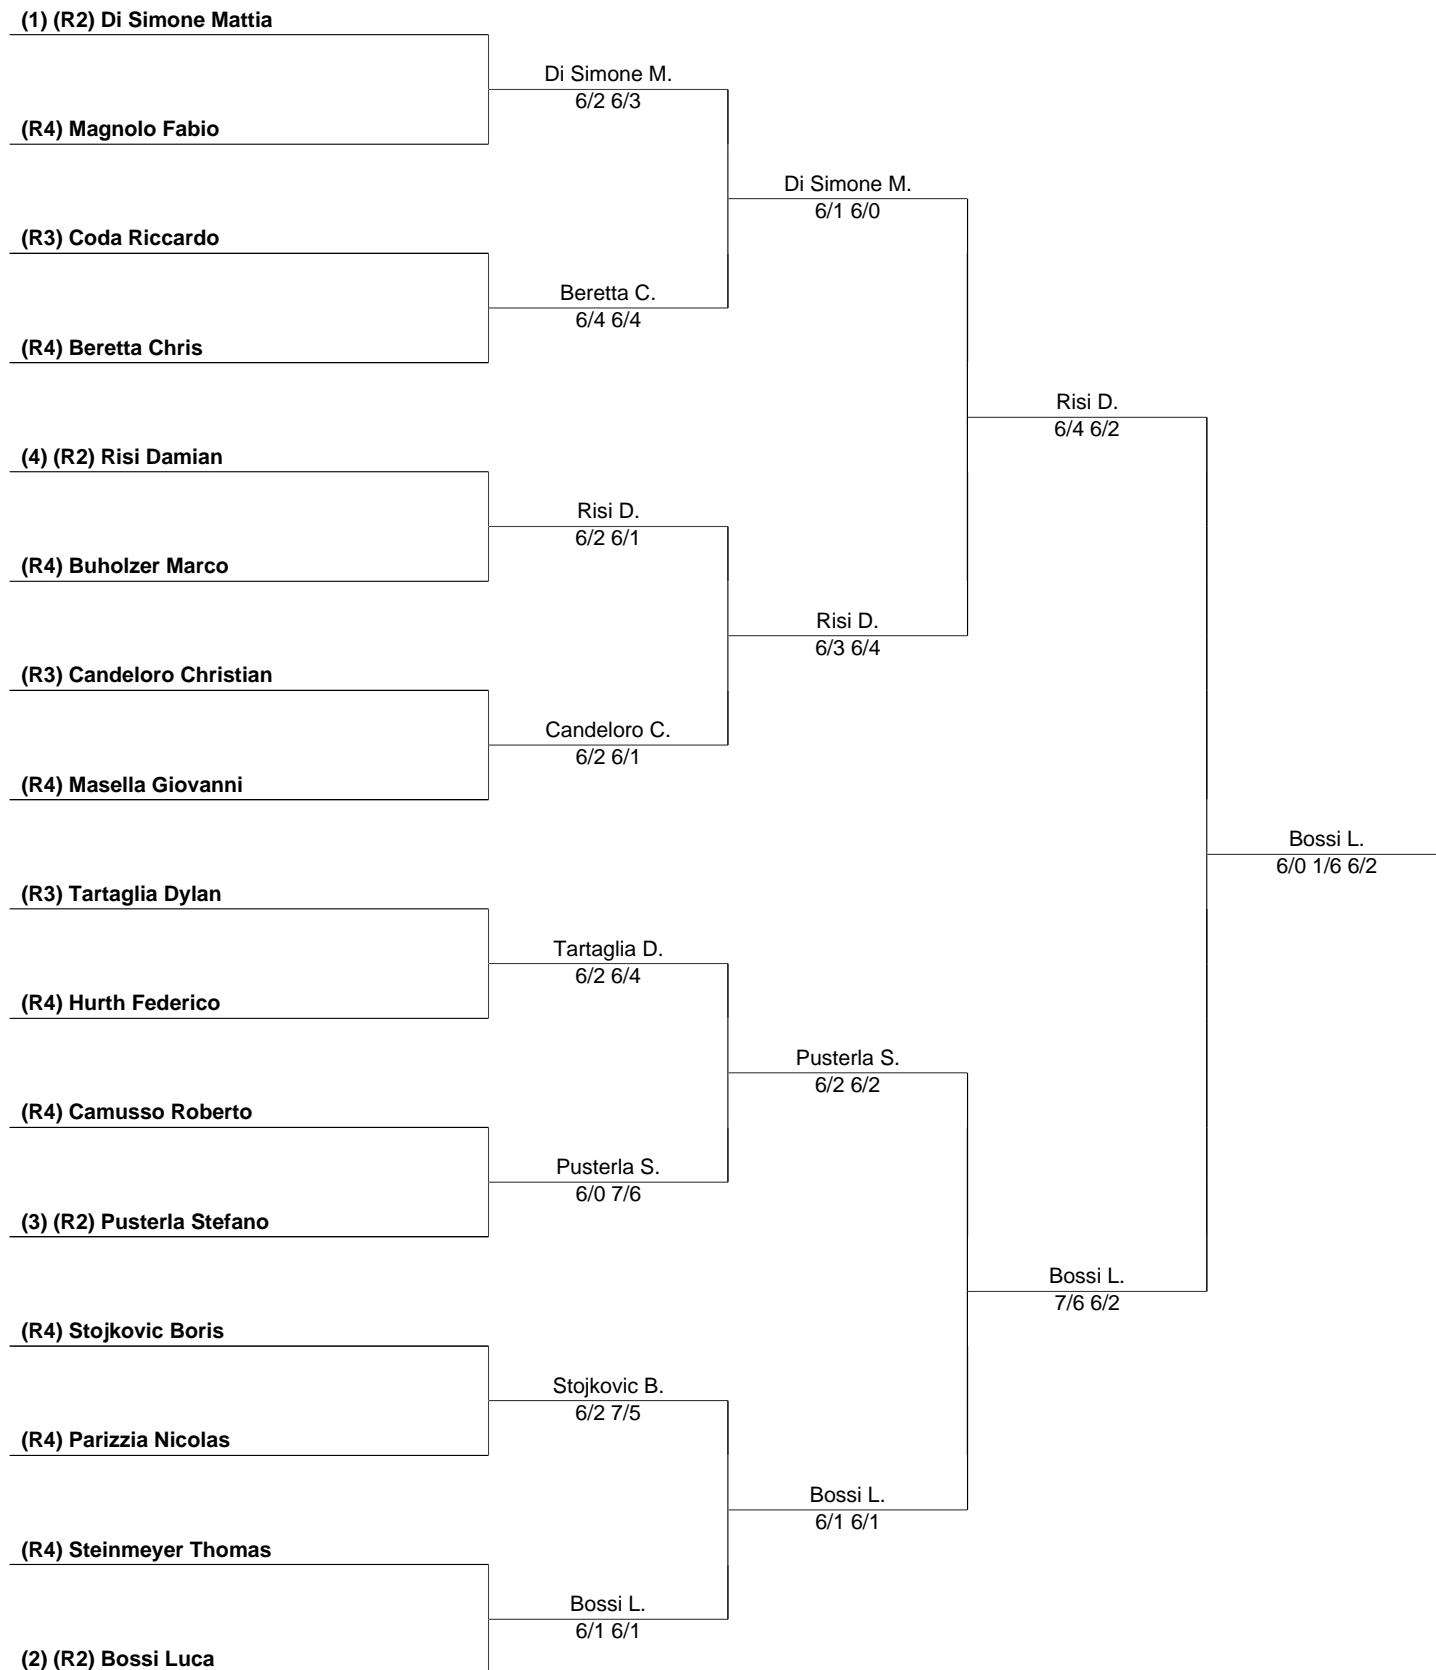 (1) (R2) Di Simone Mattia
Di Simone M.
6/2 6/3
(R4) Magnolo Fabio
Di Simone M.
6/1 6/0
(R3) Coda Riccardo
Beretta C.
6/4 6/4
(R4) Beretta Chris
Risi D.
6/4 6/2
(4) (R2) Risi Damian
Risi D.
6/2 6/1
(R4) Buholzer Marco
Risi D.
6/3 6/4
(R3) Candeloro Christian
Candeloro C.
6/2 6/1
(R4) Masella Giovanni
Bossi L.
6/0 1/6 6/2
(R3) Tartaglia Dylan
Tartaglia D.
6/2 6/4
(R4) Hurth Federico
Pusterla S.
6/2 6/2
(R4) Camusso Roberto
Pusterla S.
6/0 7/6
(3) (R2) Pusterla Stefano
Bossi L.
7/6 6/2
(R4) Stojkovic Boris
Stojkovic B.
6/2 7/5
(R4) Parizzia Nicolas
Bossi L.
6/1 6/1
(R4) Steinmeyer Thomas
Bossi L.
6/1 6/1
(2) (R2) Bossi Luca